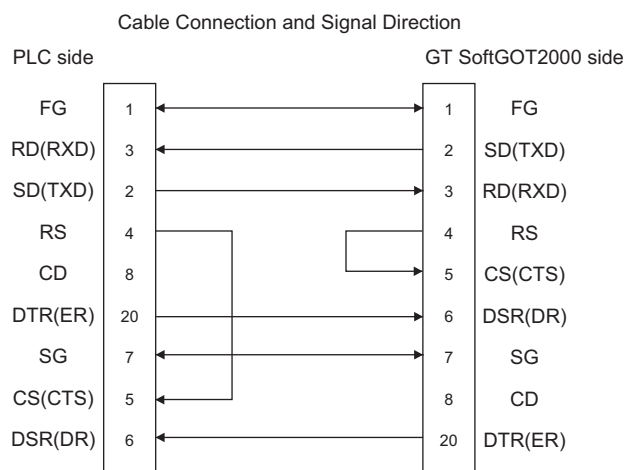 Cable Connection and Signal Direction
PLC side GT SoftGOT2000 side
FG 1 1 FG
RD(RXD) 3 2 SD(TXD)
SD(TXD) 2 3 RD(RXD)
RS 4 4 RS
CD 8 5 CS(CTS)
DTR(ER) 20 6 DSR(DR)
SG 7 7 SG
CS(CTS) 5 8 CD
DSR(DR) 6 20 DTR(ER)